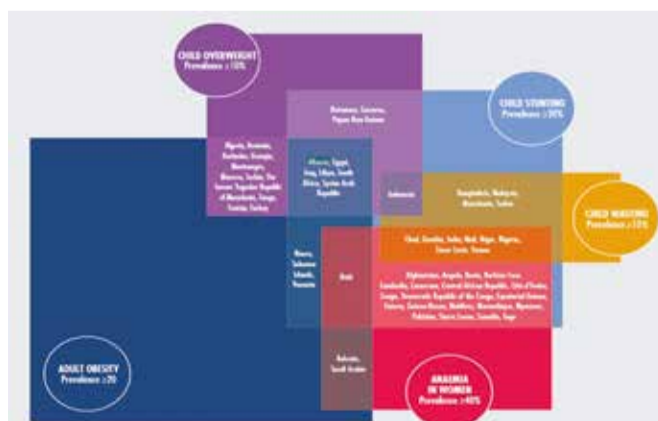 CHILD OVERWEIGHT
Prevalence ≥10%
CHILD STUNTING
Prevalence ≥20%
Botswana, Comoros,
Papua New Guinea
Algeria, Armenia,
Barbados, Georgia,
Montenegro,
Morocco, Serbia, The
former Yugoslav Republic
of Macedonia, Tonga,
Tunisia, Turkey
Albania, Egypt,
Iraq, Libya, South
Africa, Syrian Arab
Republic
Indonesia
Bangladesh, Malaysia,
Mauritania, Sudan
CHILD WASTING
Prevalence ≥10%
Chad, Gambia, India, Mali, Niger, Nigeria,
Timor-Leste, Yemen
Nauru,
Solomon
Islands,
Vanuatu
Haiti
Afghanistan, Angola, Benin, Burkina Faso,
Cambodia, Cameroon, Central African Republic, Côte d'Ivoire,
Congo, Democratic Republic of the Congo, Equatorial Guinea,
Guinea, Guinea-Bissau, Maldives, Mozambique, Myanmar,
Pakistan, Sierra Leone, Somalia, Togo
Bahrain,
Saudi Arabia
ADULT OBESITY
Prevalence ≥20
ANAEMIA
IN WOMEN
Prevalence ≥40%